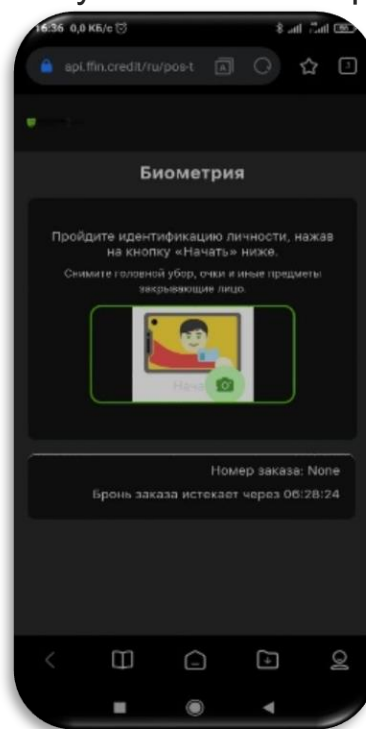 16:36 0,0 КБ/с
api.ffin.credit/ru/pos-t
Биометрия
Пройдите идентификацию личности, нажав
на кнопку «Начать» ниже.
Снимите головной убор, очки и иные предметы
закрывающие лицо.
Номер заказа: None
Бронь заказа истекает через 06:28:24